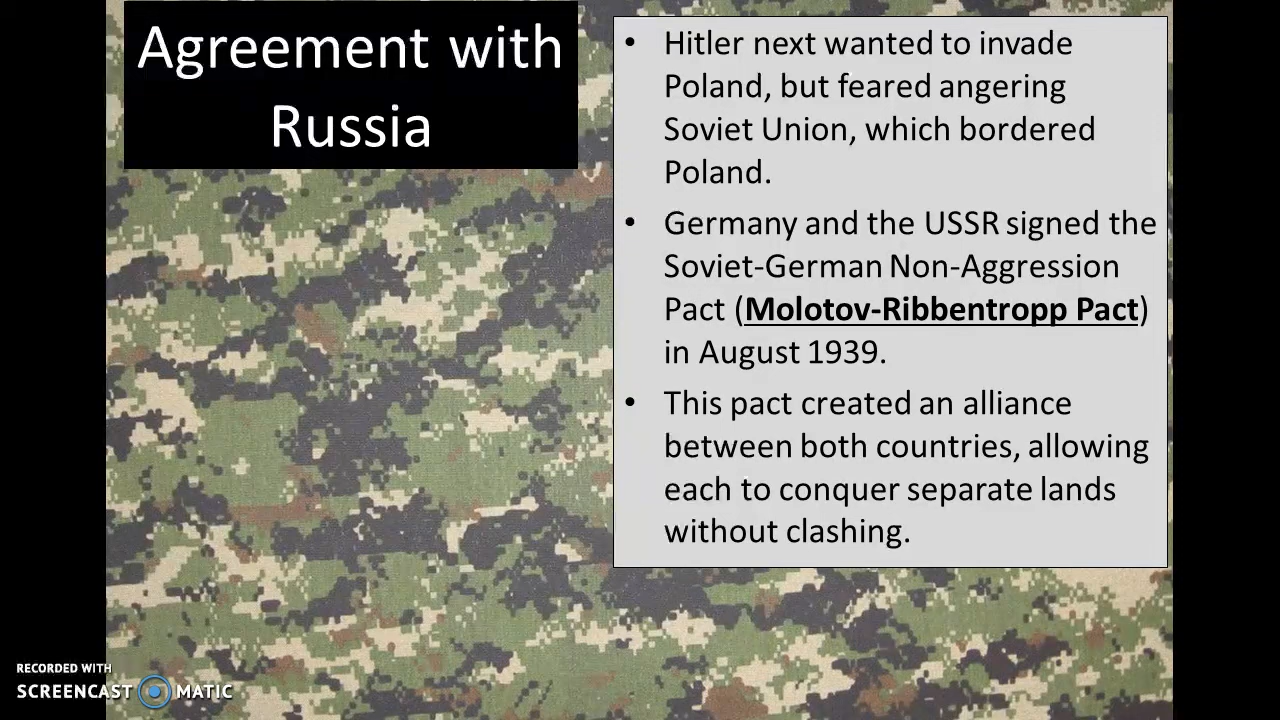 Agreement with
Russia
• Hitler next wanted to invade
Poland, but feared angering
Soviet Union, which bordered
Poland.
• Germany and the USSR signed the
Soviet-German Non-Aggression
Pact (Molotov-Ribbentropp Pact)
in August 1939.
• This pact created an alliance
between both countries, allowing
each to conquer separate lands
without clashing.
RECORDED WITH
SCREENCAST MATIC